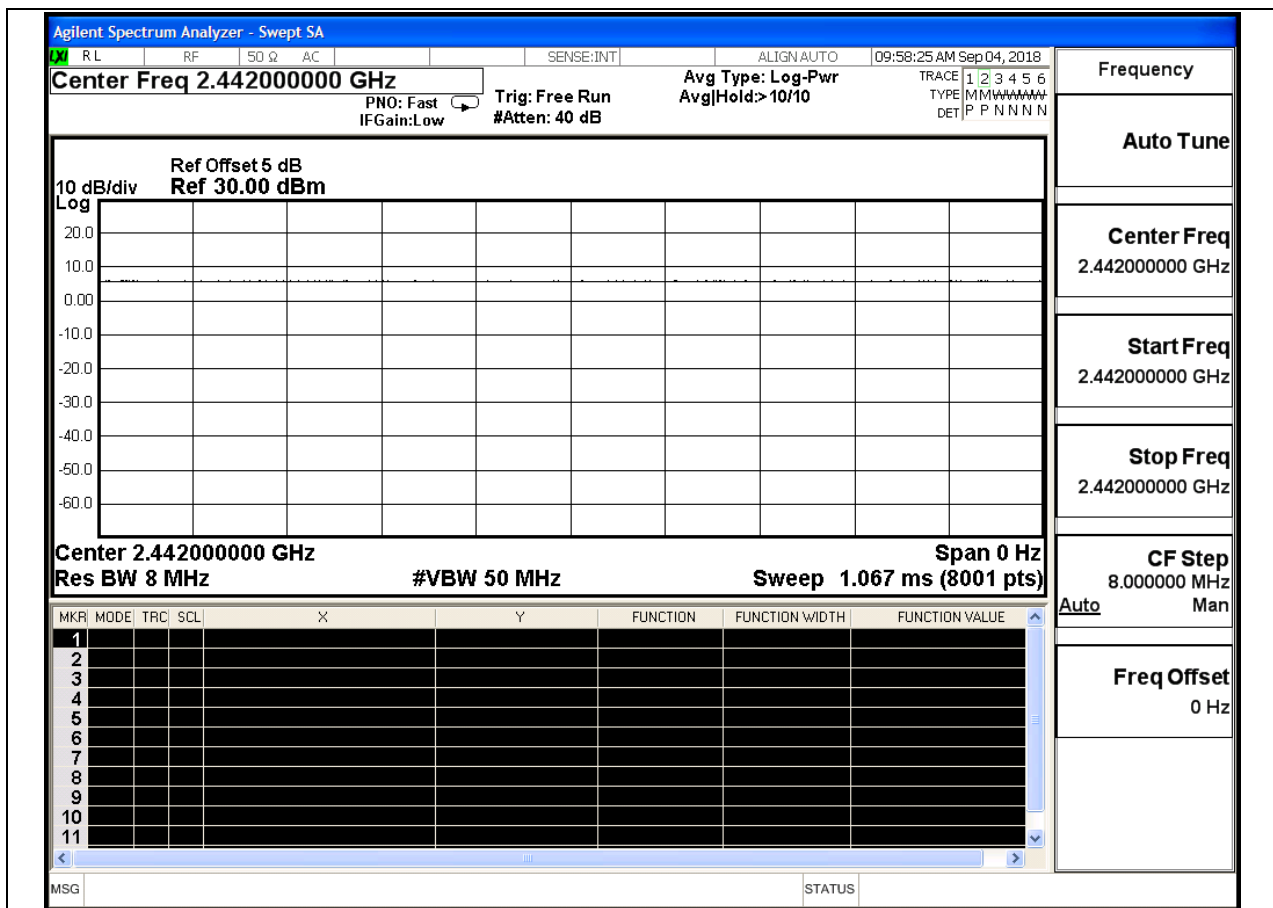 Agilent Spectrum Analyzer - Swept SA
LXI RL RF 50 Ω AC SENSE:INT ALIGN AUTO 09:58:25 AM Sep 04, 2018
Center Freq 2.442000000 GHz
PNO: Fast
IFGain:Low
Trig: Free Run
#Atten: 40 dB
Avg Type: Log-Pwr
Avg|Hold:>10/10
TRACE 1 2 3 4 5 6
TYPE M M W W W W
DET P P N N N N
Ref Offset 5 dB
10 dB/div Ref 30.00 dBm
Log
20.0
10.0
0.00
-10.0
-20.0
-30.0
-40.0
-50.0
-60.0
Center 2.442000000 GHz Span 0 Hz
Res BW 8 MHz #VBW 50 MHz Sweep 1.067 ms (8001 pts)
MKR MODE TRC SCL X Y FUNCTION FUNCTION WIDTH FUNCTION VALUE
1
2
3
4
5
6
7
8
9
10
11
MSG STATUS
Frequency
Auto Tune
Center Freq
2.442000000 GHz
Start Freq
2.442000000 GHz
Stop Freq
2.442000000 GHz
CF Step
8.000000 MHz
Auto Man
Freq Offset
0 Hz